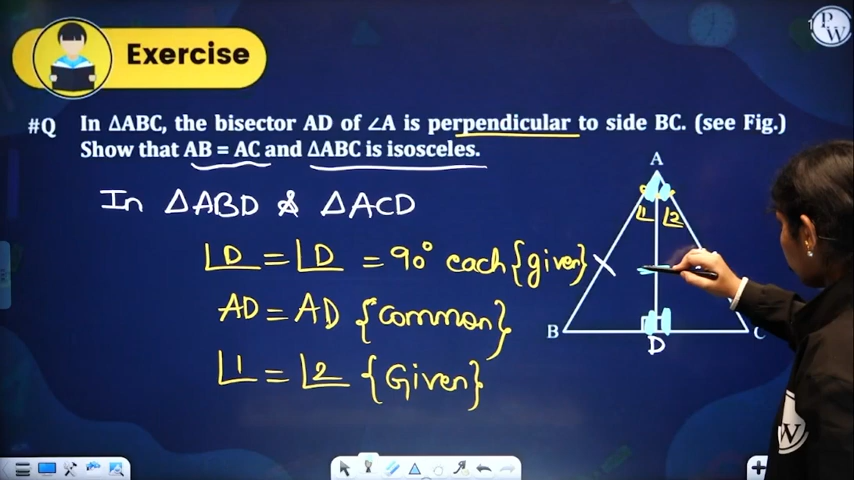 Exercise
P
W
#Q In ΔABC, the bisector AD of ∠A is perpendicular to side BC. (see Fig.)
Show that AB = AC and ΔABC is isosceles.
In ΔABD & ΔACD
∠D = ∠D = 90° each {given}
AD = AD {common}
∠1 = ∠2 {Given}
A
∠1 ∠2
B
D
C
W